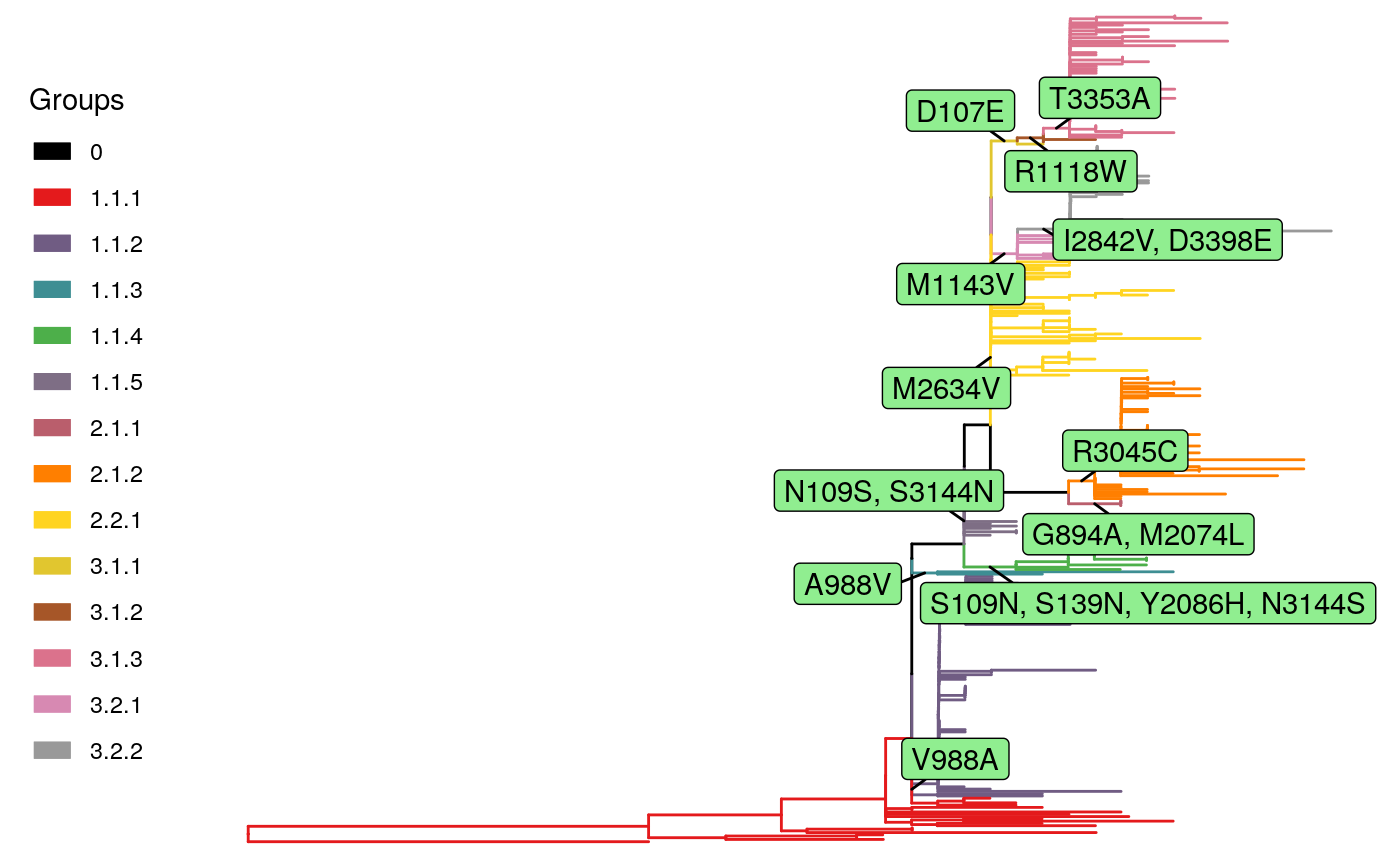 Groups
0
1.1.1
1.1.2
1.1.3
1.1.4
1.1.5
2.1.1
2.1.2
2.2.1
3.1.1
3.1.2
3.1.3
3.2.1
3.2.2
T3353A
D107E
R1118W
I2842V, D3398E
M1143V
M2634V
R3045C
N109S, S3144N
G894A, M2074L
A988V
S109N, S139N, Y2086H, N3144S
V988A